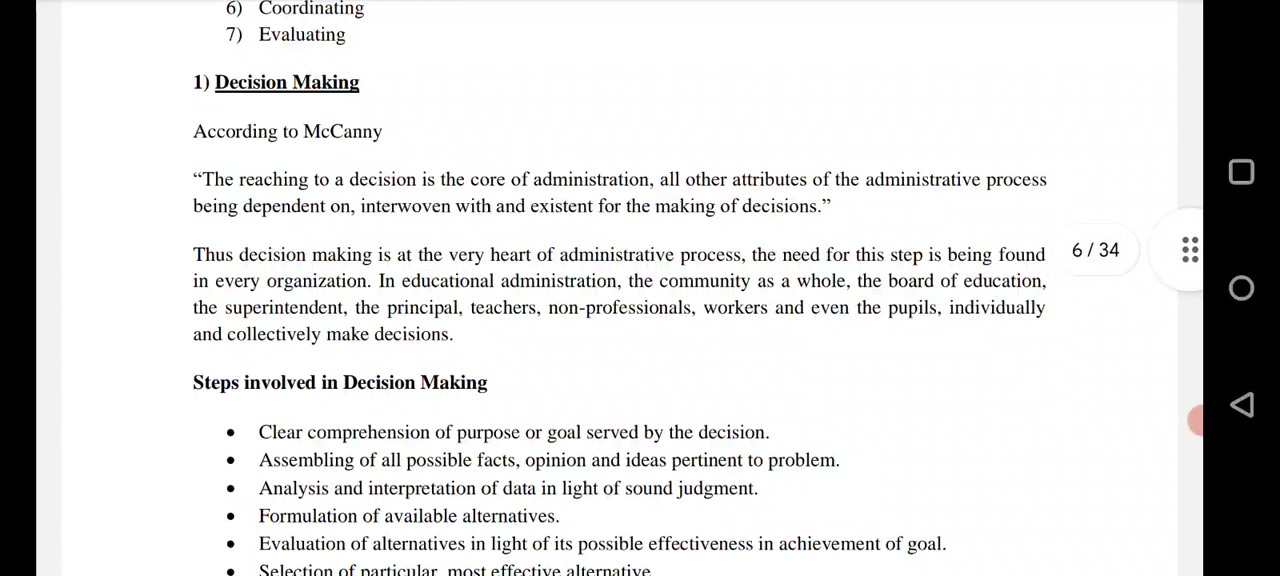 6) Coordinating
7) Evaluating
1) Decision Making
According to McCanny
“The reaching to a decision is the core of administration, all other attributes of the administrative process
being dependent on, interwoven with and existent for the making of decisions.”
Thus decision making is at the very heart of administrative process, the need for this step is being found
in every organization. In educational administration, the community as a whole, the board of education,
the superintendent, the principal, teachers, non-professionals, workers and even the pupils, individually
and collectively make decisions.
6 / 34
Steps involved in Decision Making
• Clear comprehension of purpose or goal served by the decision.
• Assembling of all possible facts, opinion and ideas pertinent to problem.
• Analysis and interpretation of data in light of sound judgment.
• Formulation of available alternatives.
• Evaluation of alternatives in light of its possible effectiveness in achievement of goal.
• Selection of particular, most effective alternative